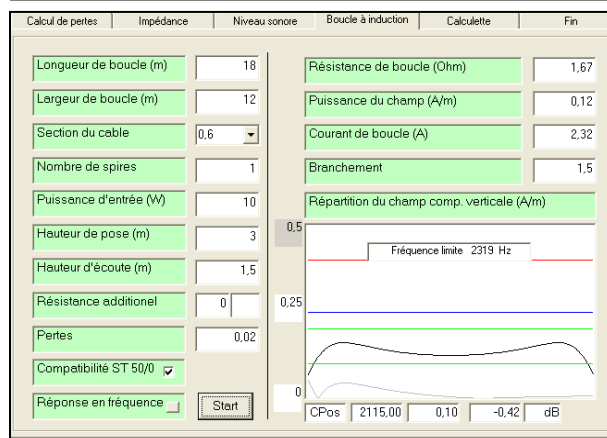 Calcul de pertes Impédance Niveau sonore Boucle à induction Calculette Fin
Longueur de boucle (m) 18
Largeur de boucle (m) 12
Section du cable 0,6
Nombre de spires 1
Puissance d'entrée (W) 10
Hauteur de pose (m) 3
Hauteur d'écoute (m) 1,5
Résistance additionel 0
Pertes 0,02
Compatibilité ST 50/0
Réponse en fréquence
Start
Résistance de boucle (Ohm) 1,67
Puissance du champ (A/m) 0,12
Courant de boucle (A) 2,32
Branchement 1,5
Répartition du champ comp. verticale (A/m)
0,5
Fréquence limite 2319 Hz
0,25
0
CPos 2115,00 0,10 -0,42 dB